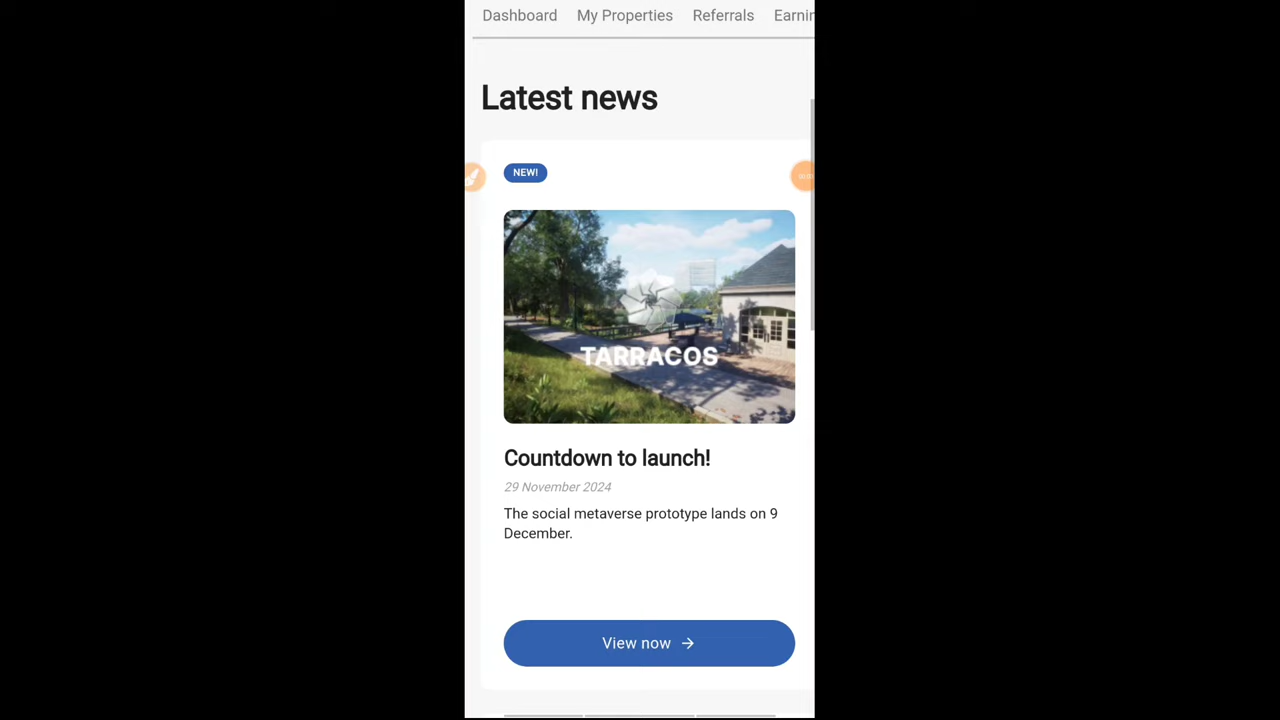 Dashboard My Properties Referrals Earnin
Latest news
NEW!
TARRACOS
Countdown to launch!
29 November 2024
The social metaverse prototype lands on 9
December.
View now